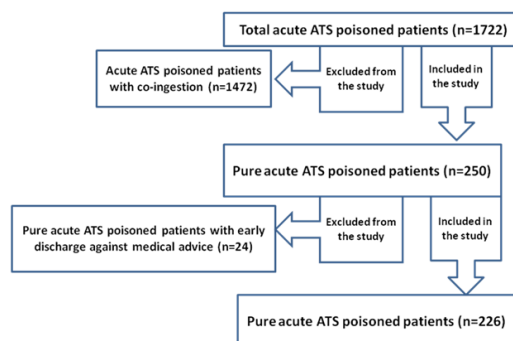 Total acute ATS poisoned patients (n=1722)
Acute ATS poisoned patients
with co-ingestion (n=1472)
Excluded from
the study
Included in
the study
Pure acute ATS poisoned patients (n=250)
Pure acute ATS poisoned patients with early
discharge against medical advice (n=24)
Excluded from
the study
Included in
the study
Pure acute ATS poisoned patients (n=226)